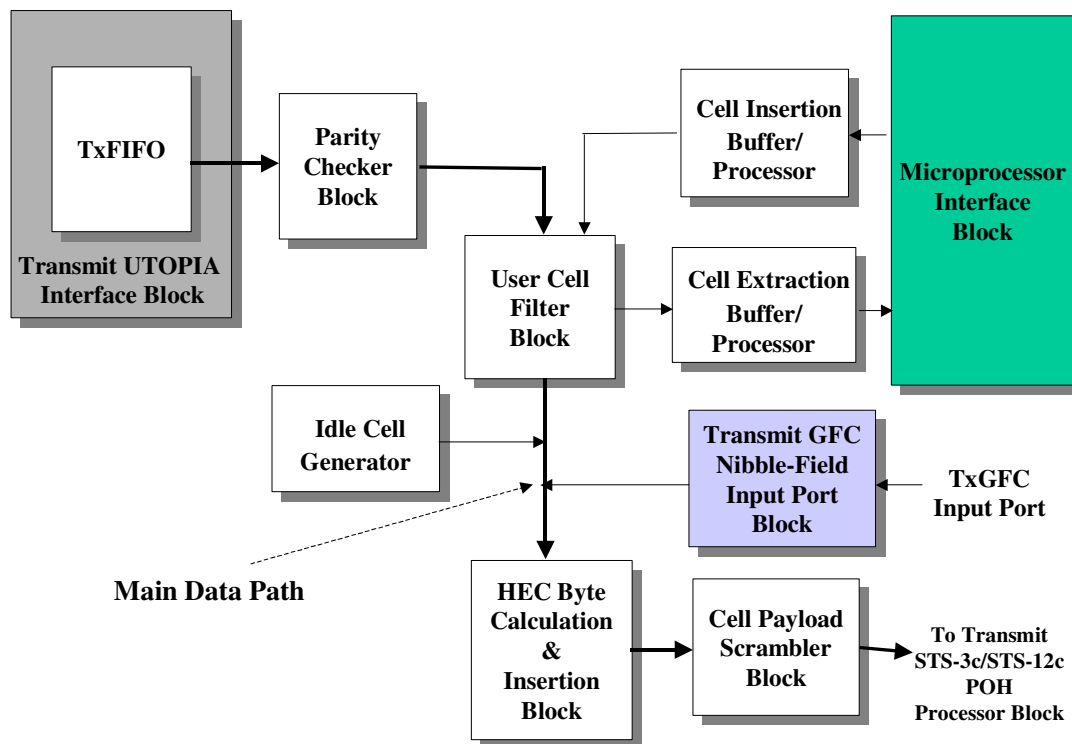 TxFIFO
Transmit UTOPIA
Interface Block
Parity
Checker
Block
Cell Insertion
Buffer/
Processor
Microprocessor
Interface
Block
User Cell
Filter
Block
Cell Extraction
Buffer/
Processor
Idle Cell
Generator
Transmit GFC
Nibble-Field
Input Port
Block
TxGFC
Input Port
Main Data Path
HEC Byte
Calculation
&
Insertion
Block
Cell Payload
Scrambler
Block
To Transmit
STS-3c/STS-12c
POH
Processor Block